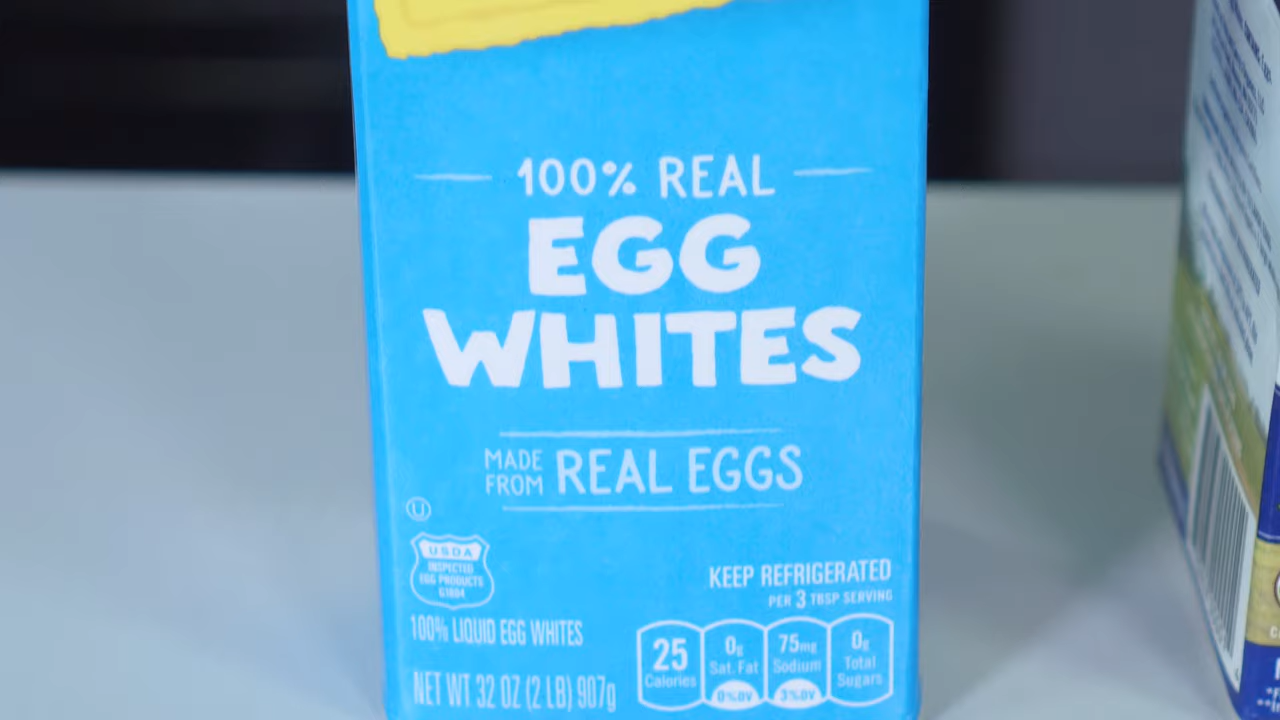 100% REAL
EGG
WHITES
MADE
FROM REAL EGGS
U
USDA
INSPECTED
EGG PRODUCTS
G1804
KEEP REFRIGERATED
PER 3 TBSP SERVING
100% LIQUID EGG WHITES
NET WT 32 OZ (2 LB) 907g
25
Calories
0g
Sat. Fat
0%DV
75mg
Sodium
3%DV
0g
Total
Sugars